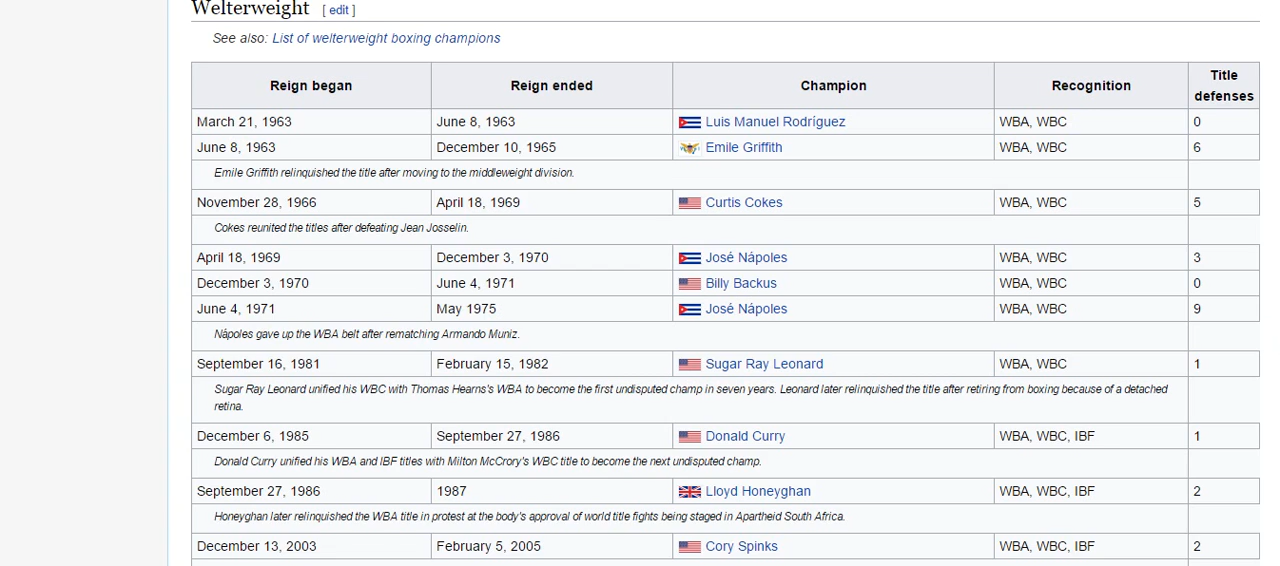 Welterweight [ edit ]
See also: List of welterweight boxing champions
Reign began Reign ended Champion Recognition Title defenses
March 21, 1963 June 8, 1963 Luis Manuel Rodríguez WBA, WBC 0
June 8, 1963 December 10, 1965 Emile Griffith WBA, WBC 6
Emile Griffith relinquished the title after moving to the middleweight division.
November 28, 1966 April 18, 1969 Curtis Cokes WBA, WBC 5
Cokes reunited the titles after defeating Jean Josselin.
April 18, 1969 December 3, 1970 José Nápoles WBA, WBC 3
December 3, 1970 June 4, 1971 Billy Backus WBA, WBC 0
June 4, 1971 May 1975 José Nápoles WBA, WBC 9
Nápoles gave up the WBA belt after rematching Armando Muniz.
September 16, 1981 February 15, 1982 Sugar Ray Leonard WBA, WBC 1
Sugar Ray Leonard unified his WBC with Thomas Hearns's WBA to become the first undisputed champ in seven years. Leonard later relinquished the title after retiring from boxing because of a detached
retina.
December 6, 1985 September 27, 1986 Donald Curry WBA, WBC, IBF 1
Donald Curry unified his WBA and IBF titles with Milton McCrory's WBC title to become the next undisputed champ.
September 27, 1986 1987 Lloyd Honeyghan WBA, WBC, IBF 2
Honeyghan later relinquished the WBA title in protest at the body's approval of world title fights being staged in Apartheid South Africa.
December 13, 2003 February 5, 2005 Cory Spinks WBA, WBC, IBF 2